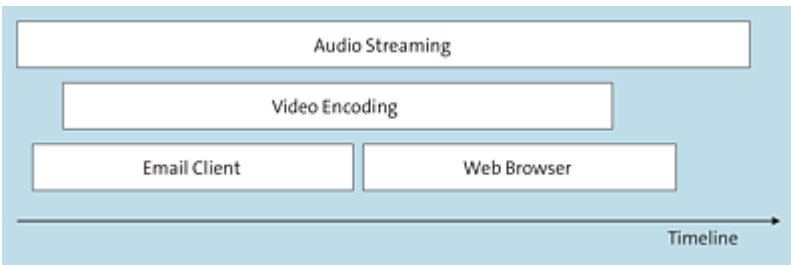 Audio Streaming
Video Encoding
Email Client
Web Browser
Timeline